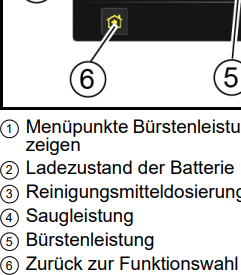 6
5
1 Menüpunkte
zeigen
2 Ladezustand der Batterie
3 Reinigungsmitteldosierung
4 Saugleistung
5 Bürstenleistung
6 Zurück zur Funktionswahl